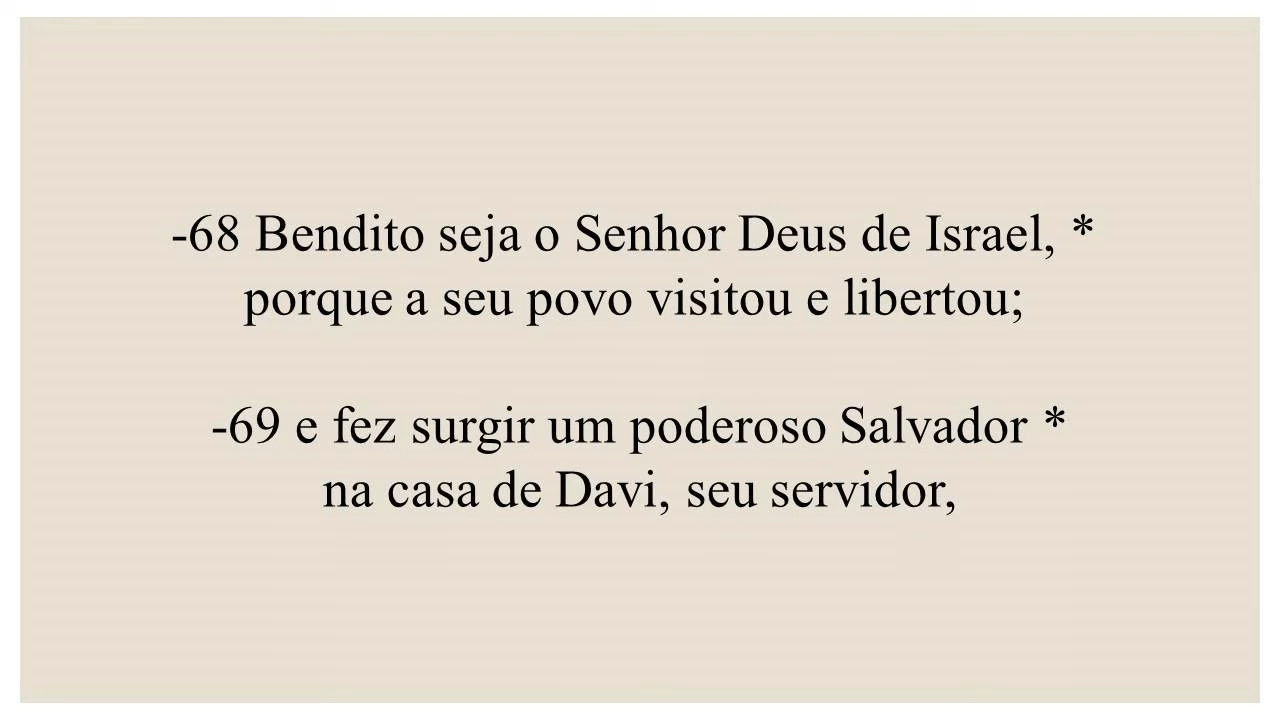 -68 Bendito seja o Senhor Deus de Israel, *
porque a seu povo visitou e libertou;
-69 e fez surgir um poderoso Salvador *
na casa de Davi, seu servidor,